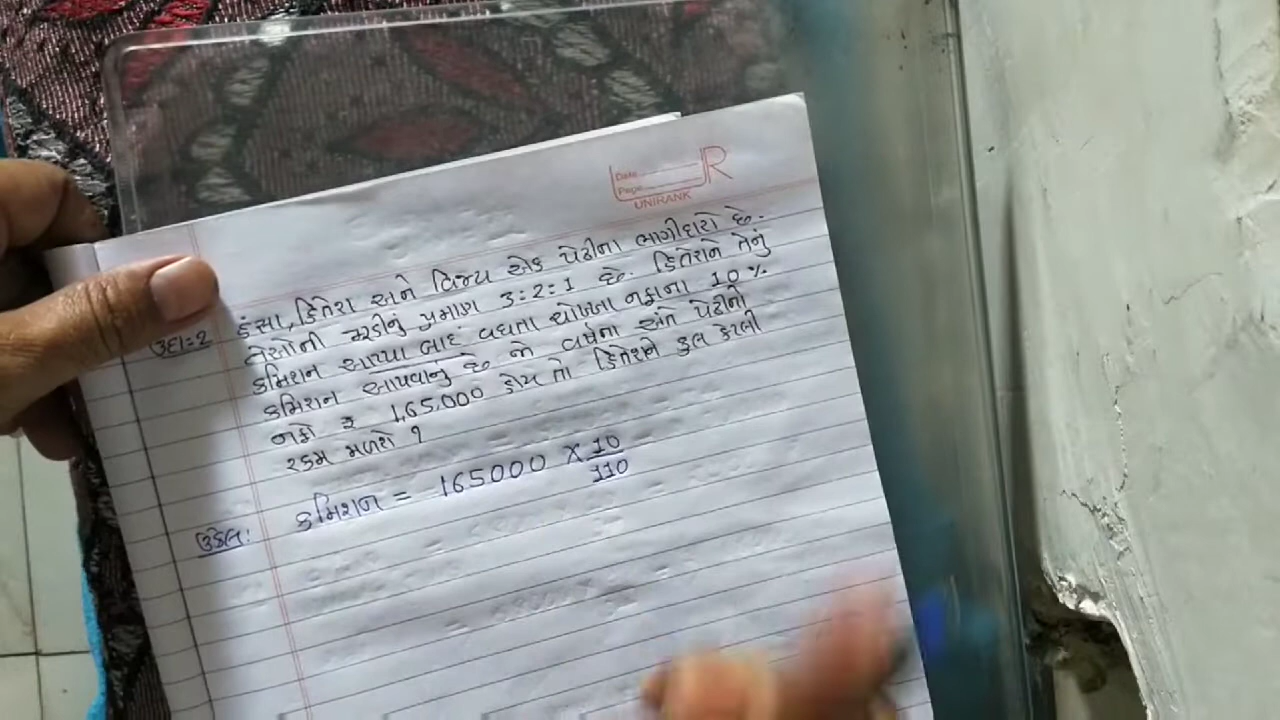 Date
Page
R
UNIRANK
ઉદા:2 હંસા, હિતેશ અને વિજય એક પેઢીના ભાગીદારો છે.
તેઓની મૂડીનું પ્રમાણ 3:2:1 છે. હિતેશને તેનું
કમિશન આપ્યા બાદ વધતા ચોખ્ખા નફાના 10%
કમિશન આપવાનું છે જો વર્ષના અંતે પેઢીનો
નફો ₹ 1,65,000 હોય તો હિતેશને કુલ કેટલી
રકમ મળશે ?
ઉકેલ: કમિશન = 165000 X 10/110